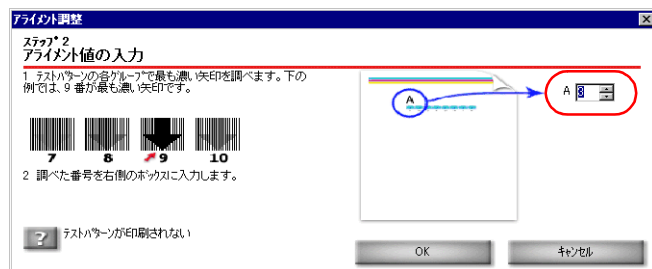 アライメント調整
ステップ 2
アライメント値の入力
1 テストパターンの各グループで最も濃い矢印を調べます。下の
例では、9 番が最も濃い矢印です。
A
A 8
7 8 9 10
2 調べた番号を右側のボックスに入力します。
? テストパターンが印刷されない
OK キャンセル